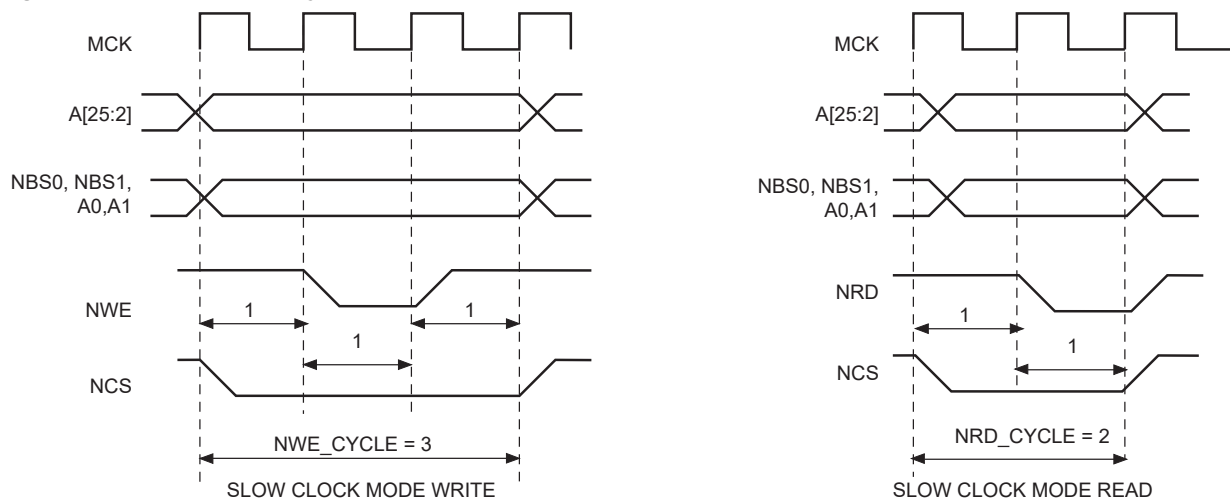 MCK
A[25:2]
NBS0, NBS1,
A0,A1
NWE
1
1
1
NCS
NWE_CYCLE = 3
SLOW CLOCK MODE WRITE
MCK
A[25:2]
NBS0, NBS1,
A0,A1
NRD
1
1
NCS
NRD_CYCLE = 2
SLOW CLOCK MODE READ